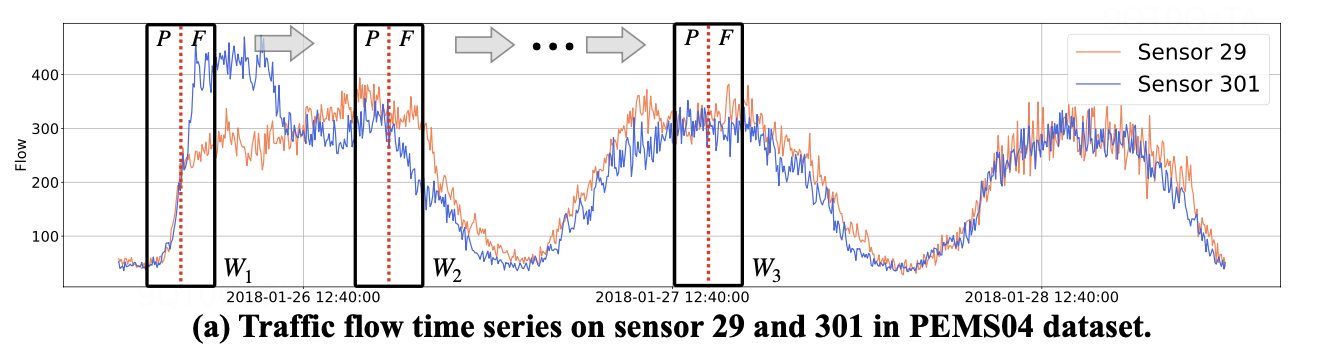 P F
P F
P F
Sensor 29
Sensor 301
Flow
400
300
200
100
W1
W2
W3
2018-01-26 12:40:00
2018-01-27 12:40:00
2018-01-28 12:40:00
(a) Traffic flow time series on sensor 29 and 301 in PEMS04 dataset.